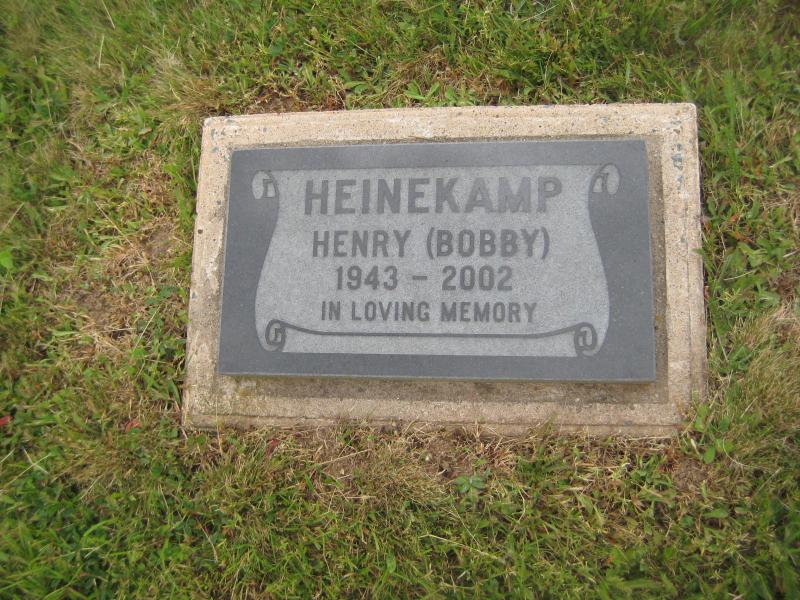 HEINEKAMP
HENRY (BOBBY)
1943 - 2002
IN LOVING MEMORY